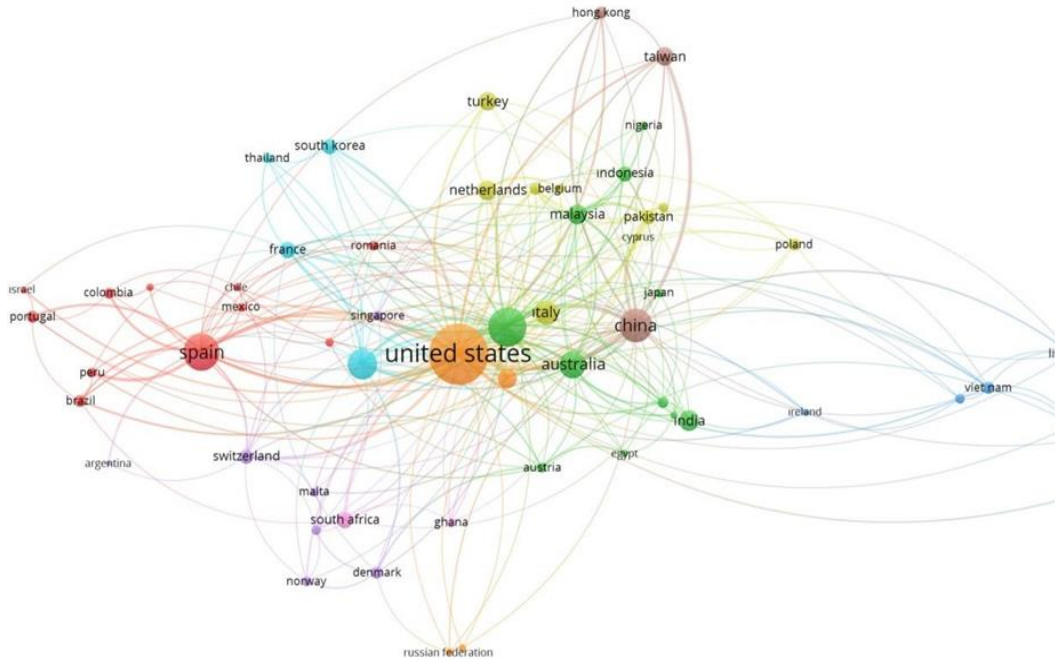 hong kong
taiwan
turkey
nigeria
south korea
thailand
indonesia
netherlands
belgium
malaysia
pakistan
cyprus
poland
romania
france
israel
colombia
chile
japan
portugal
mexico
singapore
italy
china
spain
united states
australia
peru
viet nam
brazil
ireland
india
switzerland
egypt
argentina
austria
malta
south africa
ghana
denmark
norway
russian federation